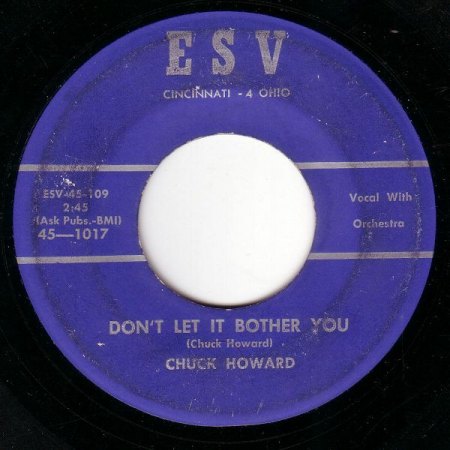 ESV
CINCINNATI - 4 OHIO
ESV-45-109
2:45
(Ask Pubs.-BMI)
45—1017
Vocal With
Orchestra
DON'T LET IT BOTHER YOU
(Chuck Howard)
CHUCK HOWARD